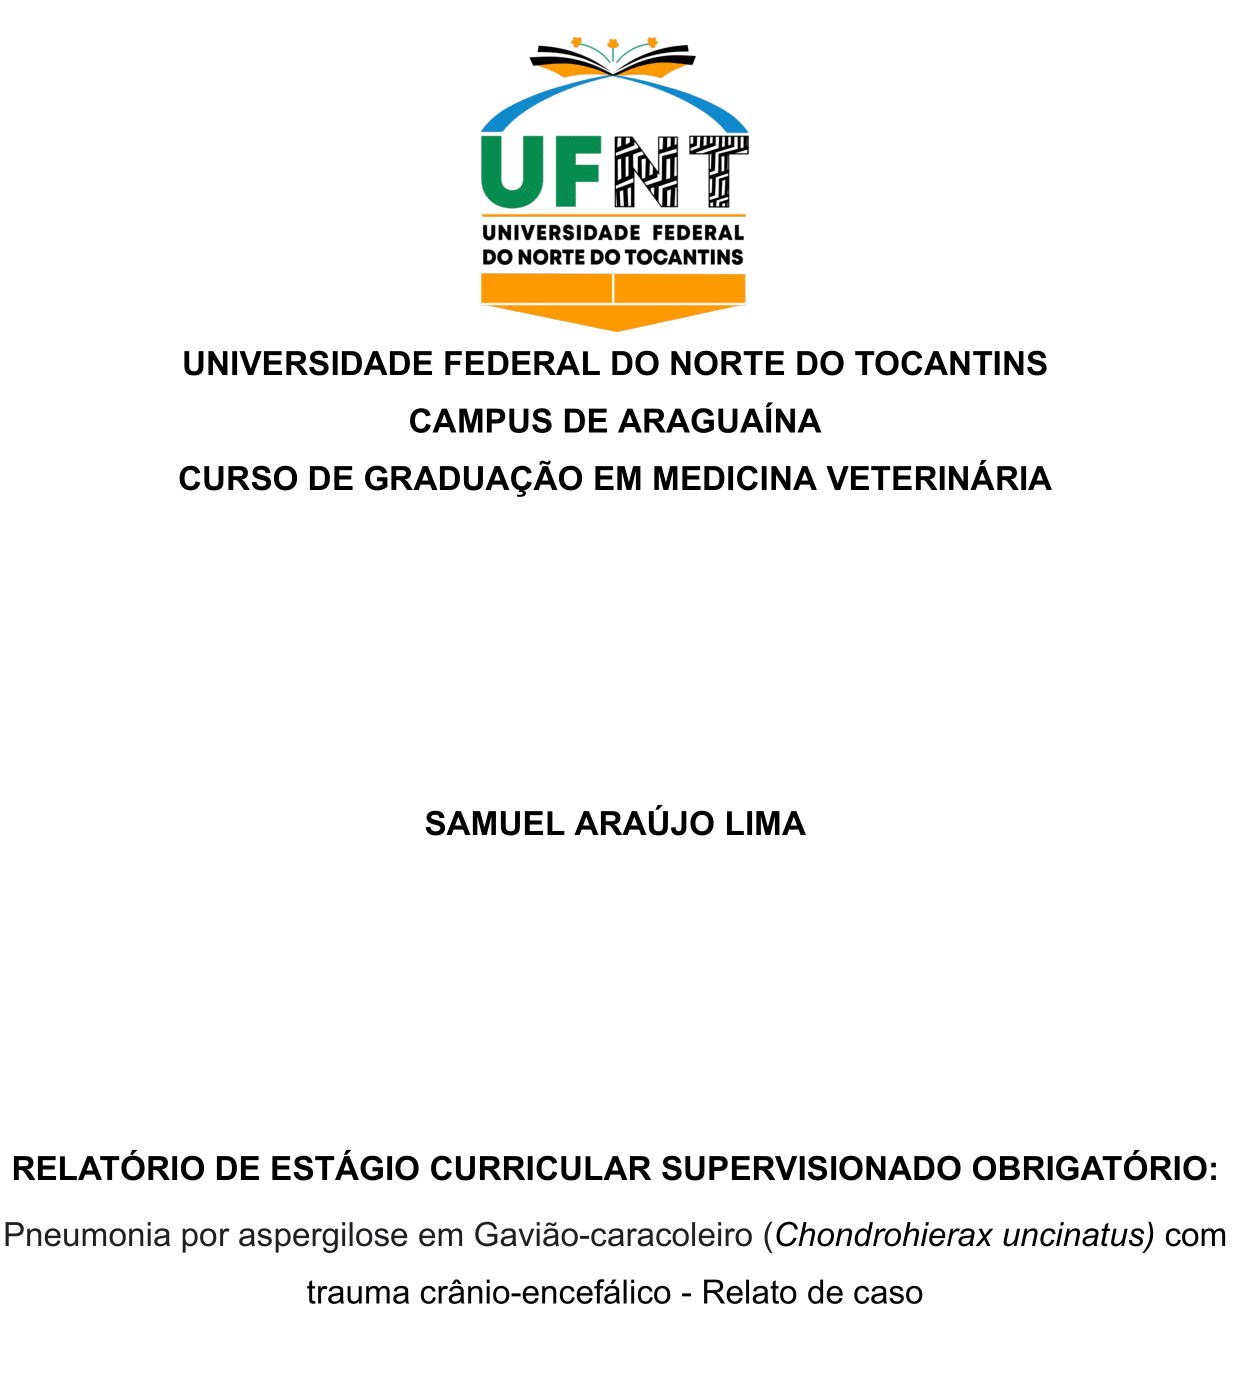 UFNT
UNIVERSIDADE FEDERAL
DO NORTE DO TOCANTINS
UNIVERSIDADE FEDERAL DO NORTE DO TOCANTINS
CAMPUS DE ARAGUAÍNA
CURSO DE GRADUAÇÃO EM MEDICINA VETERINÁRIA
SAMUEL ARAÚJO LIMA
RELATÓRIO DE ESTÁGIO CURRICULAR SUPERVISIONADO OBRIGATÓRIO:
Pneumonia por aspergilose em Gavião-caracoleiro (Chondrohierax uncinatus) com
trauma crânio-encefálico - Relato de caso